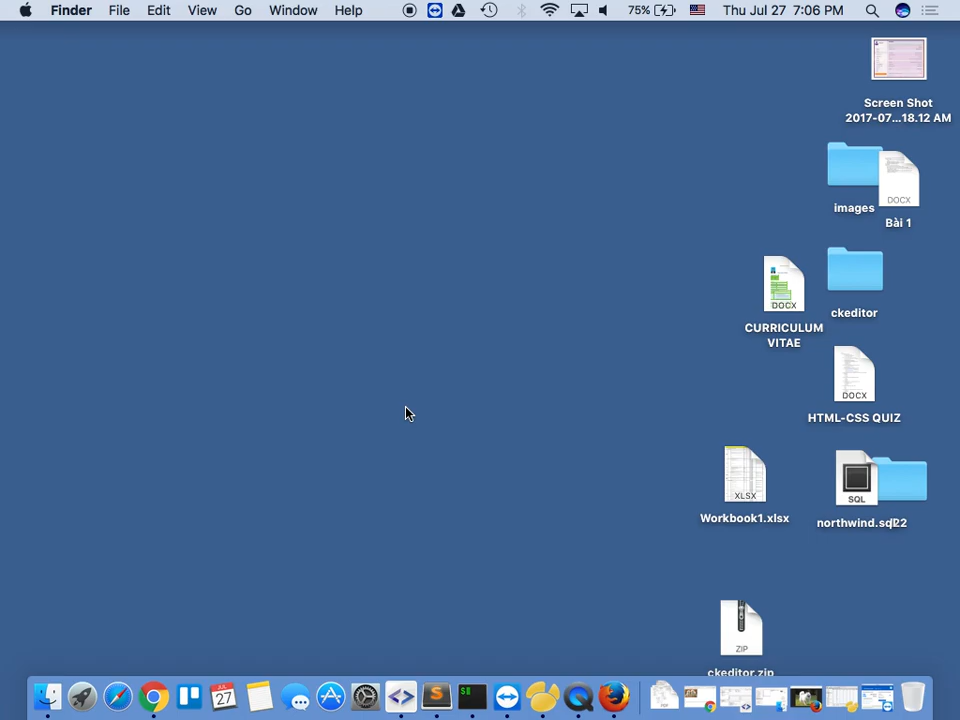 Finder File Edit View Go Window Help 75% Thu Jul 27 7:06 PM
Screen Shot
2017-07...18.12 AM
images
DOCX
Bài 1
ckeditor
DOCX
CURRICULUM
VITAE
DOCX
HTML-CSS QUIZ
XLSX
Workbook1.xlsx
SQL
northwind.sql22
ZIP
ckeditor.zip
JUL
27